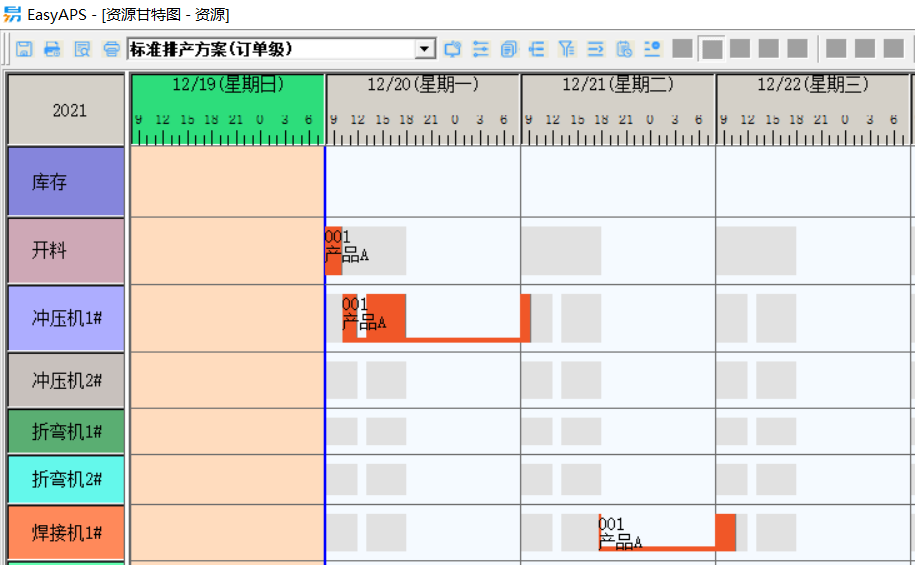 EasyAPS - [资源甘特图 - 资源]
标准排产方案(订单级)
2021 12/19(星期日) 12/20(星期一) 12/21(星期二) 12/22(星期三)
9 12 15 18 21 0 3 6 9 12 15 18 21 0 3 6 9 12 15 18 21 0 3 6 9 12 15 18 21 0 3 6
库存
开料
001
产品A
冲压机1#
001
产品A
冲压机2#
折弯机1#
折弯机2#
焊接机1#
001
产品A